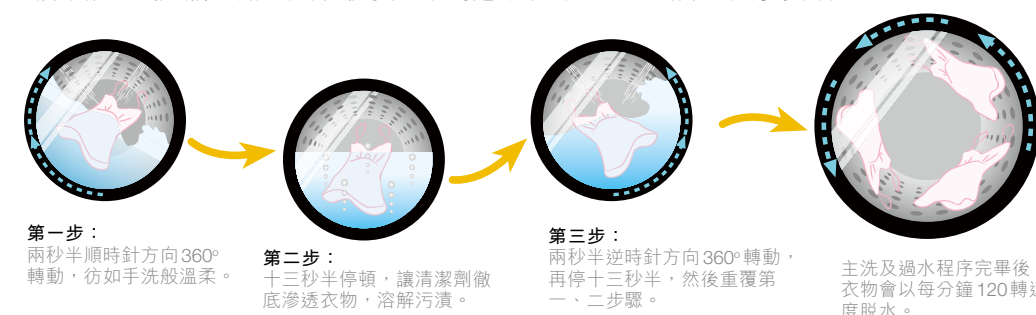 第一步：
兩秒半順時針方向360°
轉動，彷如手洗般溫柔。
第二步：
十三秒半停頓，讓清潔劑徹
底滲透衣物，溶解污漬。
第三步：
兩秒半逆時針方向360°轉動，
再停十三秒半，然後重覆第
一、二步驟。
主洗及過水程序完畢後
衣物會以每分鐘120轉速
度脱水。